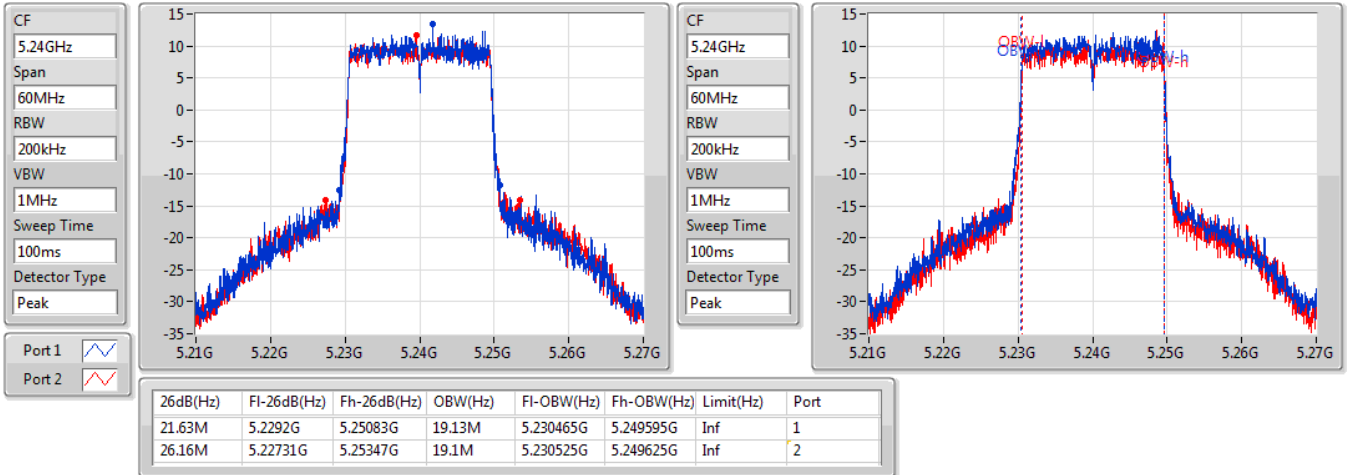 CF
5.24GHz
Span
60MHz
RBW
200kHz
VBW
1MHz
Sweep Time
100ms
Detector Type
Peak
15-
10-
5-
0-
-5-
-10-
-15-
-20-
-25-
-30-
-35-
5.21G 5.22G 5.23G 5.24G 5.25G 5.26G 5.27G
CF
5.24GHz
Span
60MHz
RBW
200kHz
VBW
1MHz
Sweep Time
100ms
Detector Type
Peak
15-
10-
5-
0-
-5-
-10-
-15-
-20-
-25-
-30-
-35-
5.21G 5.22G 5.23G 5.24G 5.25G 5.26G 5.27G
Port 1
Port 2
26dB(Hz) Fl-26dB(Hz) Fh-26dB(Hz) OBW(Hz) Fl-OBW(Hz) Fh-OBW(Hz) Limit(Hz) Port
21.63M 5.2292G 5.25083G 19.13M 5.230465G 5.249595G Inf 1
26.16M 5.22731G 5.25347G 19.1M 5.230525G 5.249625G Inf 2